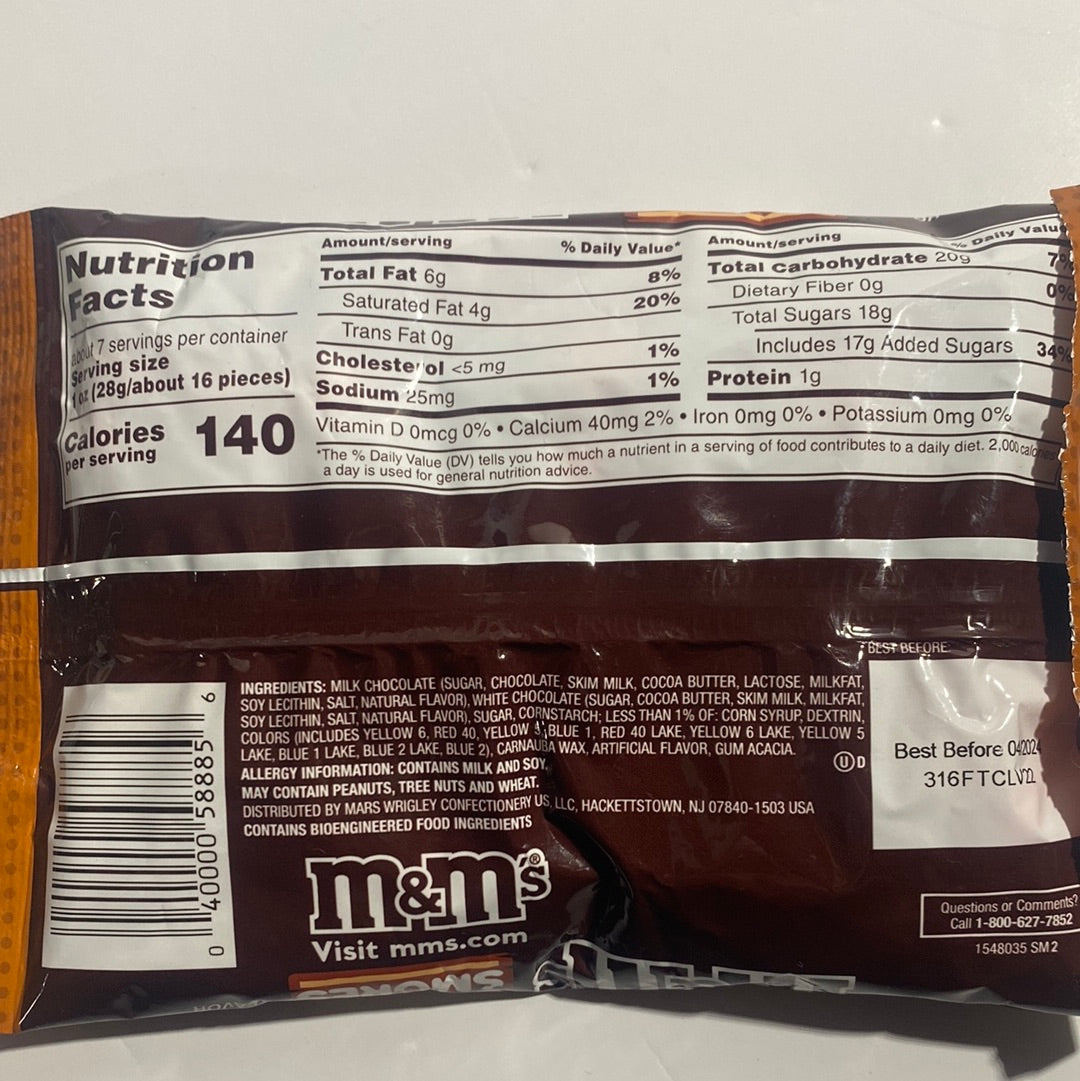 Nutrition
Facts
about 7 servings per container
Serving size
1 oz (28g/about 16 pieces)
Calories
per serving
140
Amount/serving % Daily Value*
Total Fat 6g 8%
Saturated Fat 4g 20%
Trans Fat 0g
Cholesterol <5 mg 1%
Sodium 25mg 1%
Amount/serving % Daily Value
Total Carbohydrate 20g 7%
Dietary Fiber 0g 0%
Total Sugars 18g
Includes 17g Added Sugars 34%
Protein 1g
Vitamin D 0mcg 0% • Calcium 40mg 2% • Iron 0mg 0% • Potassium 0mg 0%
*The % Daily Value (DV) tells you how much a nutrient in a serving of food contributes to a daily diet. 2,000 calories
a day is used for general nutrition advice.
INGREDIENTS: MILK CHOCOLATE (SUGAR, CHOCOLATE, SKIM MILK, COCOA BUTTER, LACTOSE, MILKFAT,
SOY LECITHIN, SALT, NATURAL FLAVOR), WHITE CHOCOLATE (SUGAR, COCOA BUTTER, SKIM MILK, MILKFAT,
SOY LECITHIN, SALT, NATURAL FLAVOR), SUGAR, CORNSTARCH; LESS THAN 1% OF: CORN SYRUP, DEXTRIN,
COLORS (INCLUDES YELLOW 6, RED 40, YELLOW 5, BLUE 1, RED 40 LAKE, YELLOW 6 LAKE, YELLOW 5
LAKE, BLUE 1 LAKE, BLUE 2 LAKE, BLUE 2), CARNAUBA WAX, ARTIFICIAL FLAVOR, GUM ACACIA.
ALLERGY INFORMATION: CONTAINS MILK AND SOY.
MAY CONTAIN PEANUTS, TREE NUTS AND WHEAT.
DISTRIBUTED BY MARS WRIGLEY CONFECTIONERY US, LLC, HACKETTSTOWN, NJ 07840-1503 USA
CONTAINS BIOENGINEERED FOOD INGREDIENTS
U D
BEST BEFORE:
Best Before 04/2024
316FTCLV22
0 40000 58885 6
m&m's®
Visit mms.com
Questions or Comments?
Call 1-800-627-7852
1548035 SM2
S'MORES